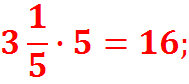 3 1/5 · 5 = 16;